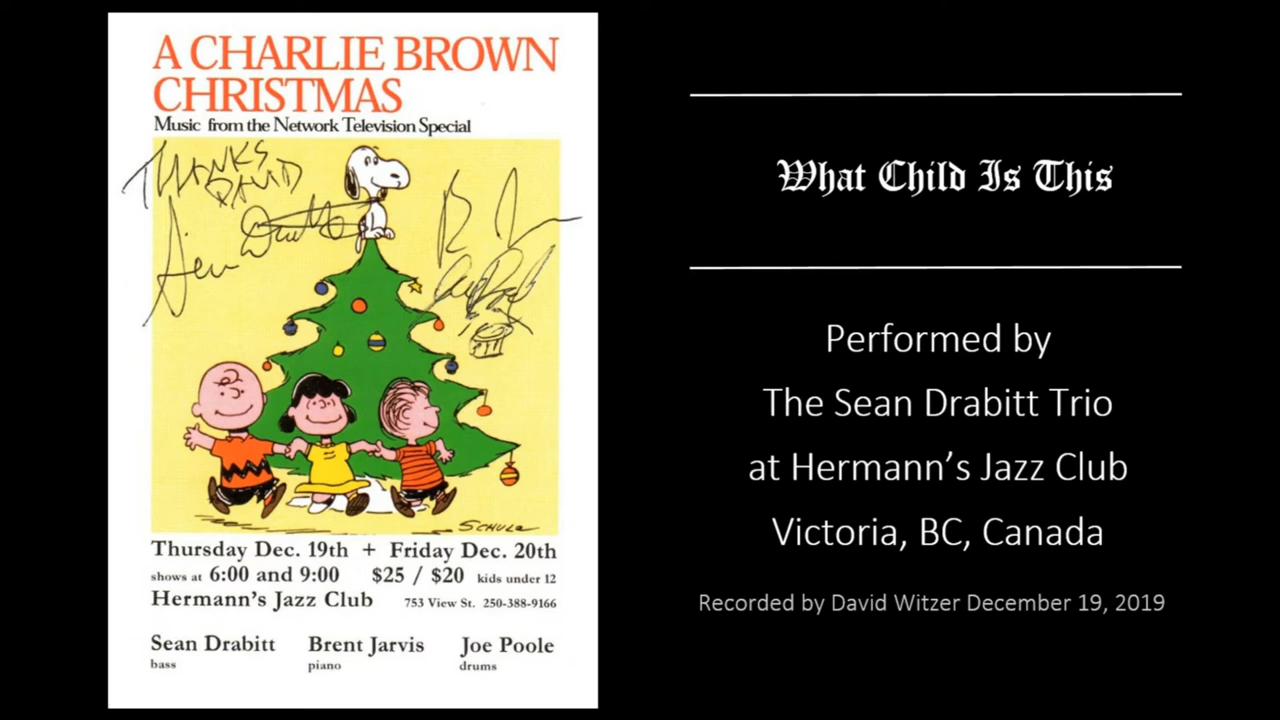 A CHARLIE BROWN
CHRISTMAS
Music from the Network Television Special
THANKS
DAVID
Sean Drabitt
SCHULZ
Thursday Dec. 19th + Friday Dec. 20th
shows at 6:00 and 9:00 $25 / $20 kids under 12
Hermann's Jazz Club 753 View St. 250-388-9166
Sean Drabitt Brent Jarvis Joe Poole
bass piano drums
What Child Is This
Performed by
The Sean Drabitt Trio
at Hermann’s Jazz Club
Victoria, BC, Canada
Recorded by David Witzer December 19, 2019